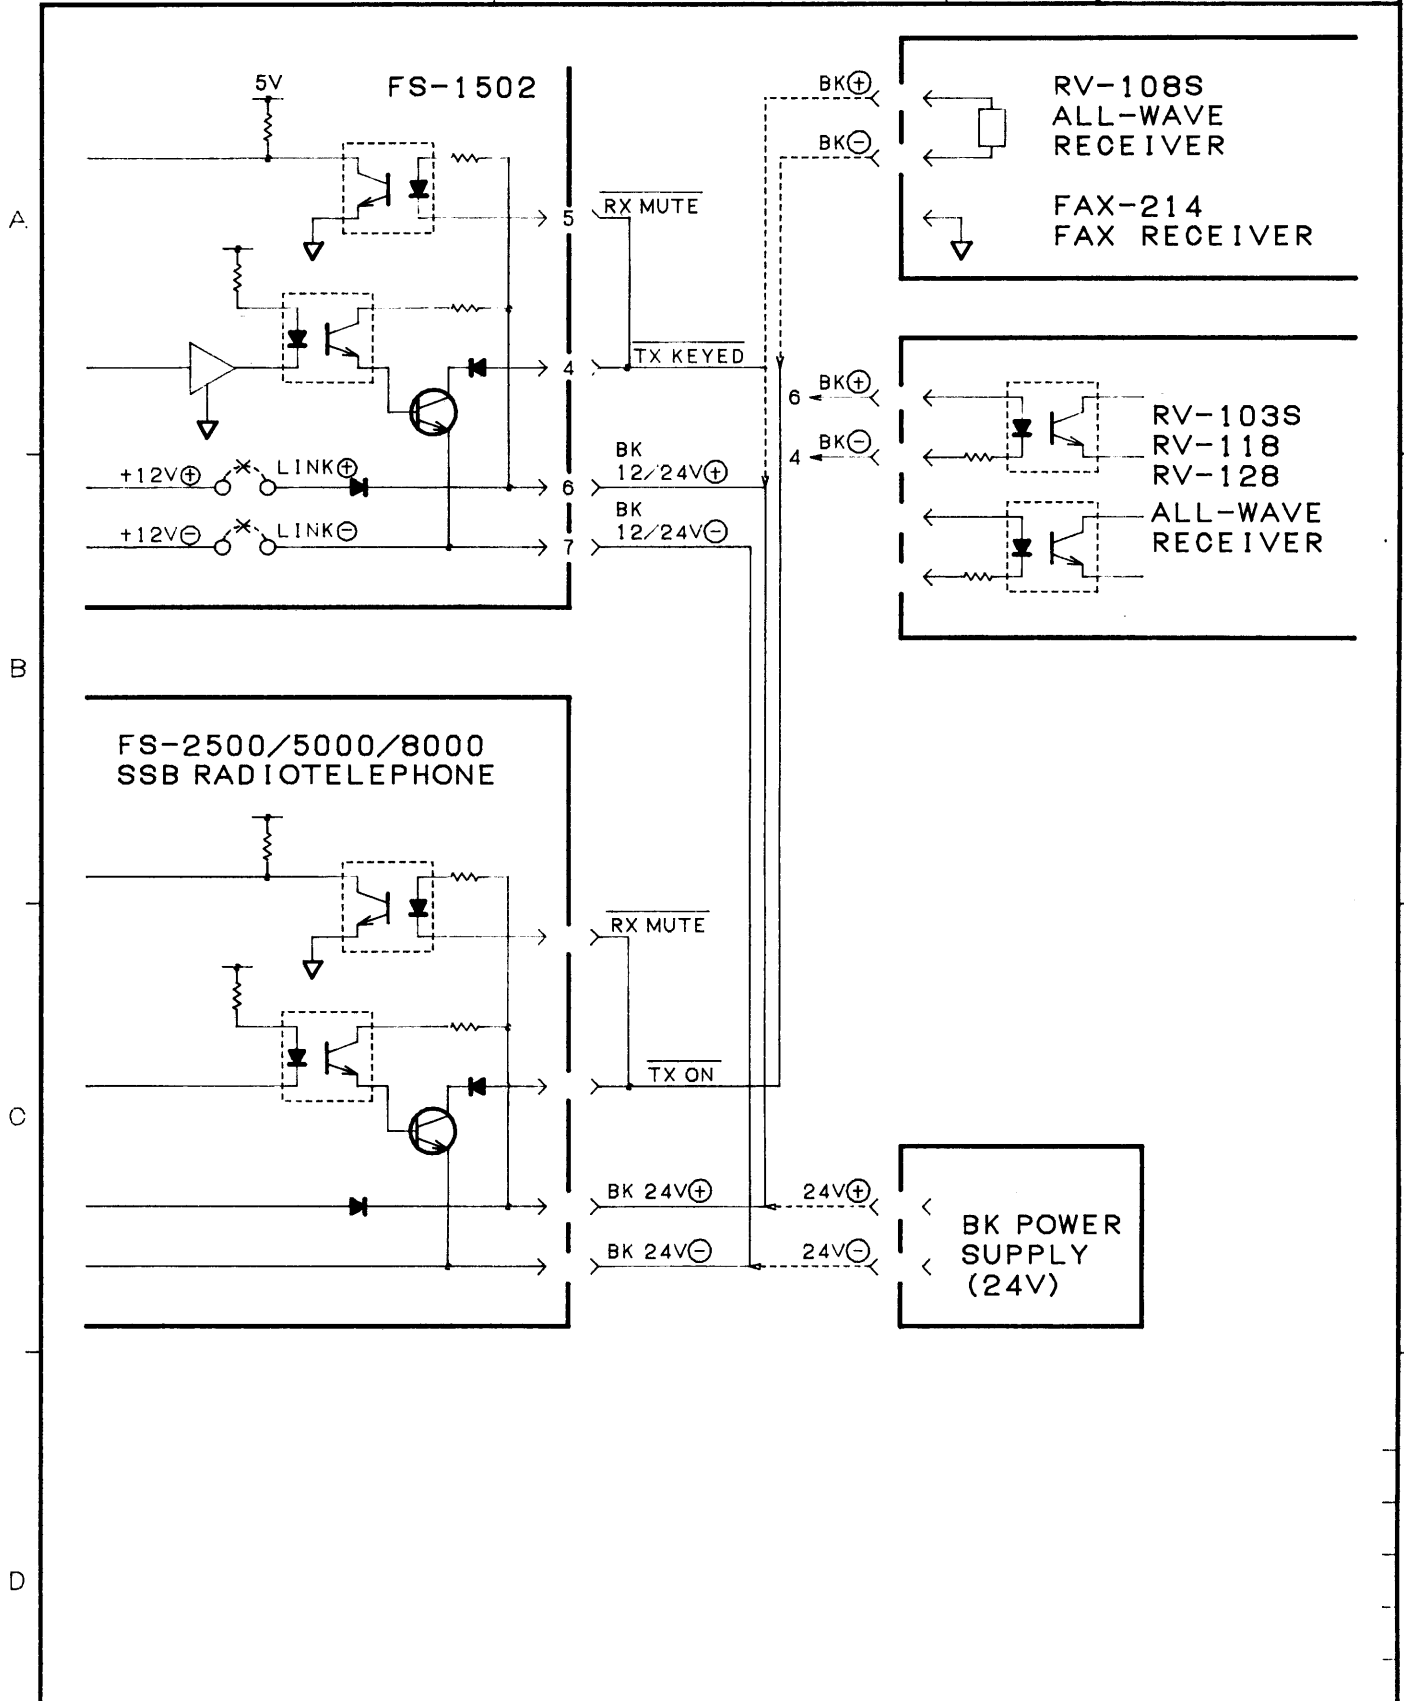 FS-1502
5V
5
RX MUTE
4
TX KEYED
+12V⊕
LINK⊕
6
BK
12/24V⊕
+12V⊖
LINK⊖
7
BK
12/24V⊖
BK⊕
BK⊖
RV-108S
ALL-WAVE
RECEIVER
FAX-214
FAX RECEIVER
6
BK⊕
4
BK⊖
RV-103S
RV-118
RV-128
ALL-WAVE
RECEIVER
FS-2500/5000/8000
SSB RADIOTELEPHONE
RX MUTE
TX ON
BK 24V⊕
24V⊕
BK 24V⊖
24V⊖
BK POWER
SUPPLY
(24V)
A
B
C
D